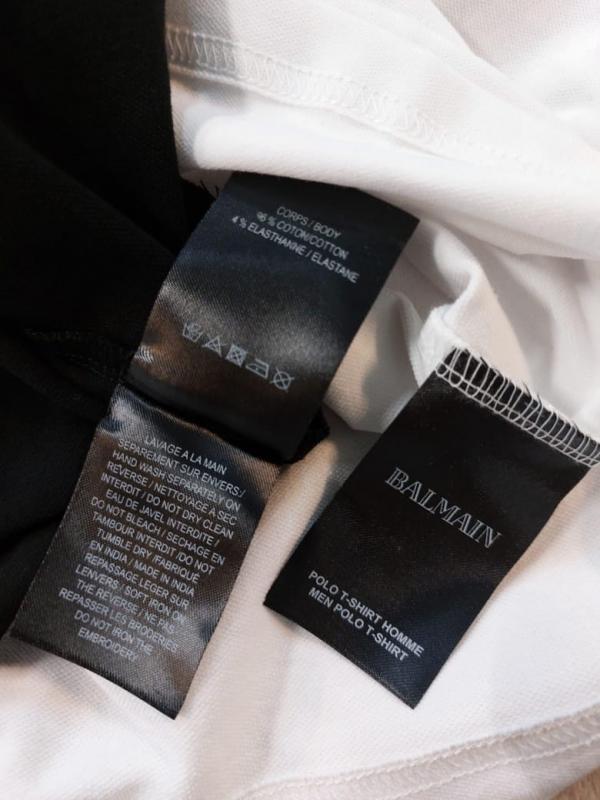 CORPS / BODY
96 % COTON/COTTON
4 % ELASTHANNE / ELASTANE
LAVAGE A LA MAIN
SEPAREMENT SUR ENVERS /
HAND WASH SEPARATELY ON
REVERSE / NETTOYAGE A SEC
INTERDIT / DO NOT DRY CLEAN
EAU DE JAVEL INTERDITE /
DO NOT BLEACH / SECHAGE EN
TAMBOUR INTERDIT /DO NOT
TUMBLE DRY /FABRIQUÉ
EN INDIA / MADE IN INDIA
REPASSAGE LEGER SUR
LENVERS / SOFT IRON ON
THE REVERSE / NE PAS
REPASSER LES BRODERIES
DO NOT IRON THE
EMBROIDERY
BALMAIN
POLO T-SHIRT HOMME
MEN POLO T-SHIRT